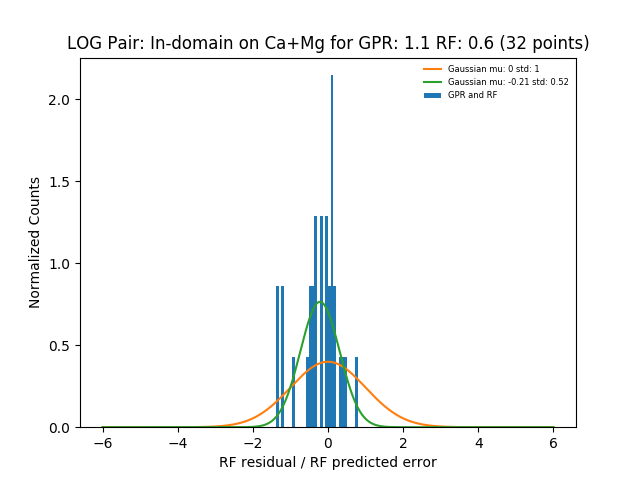 LOG Pair: In-domain on Ca+Mg for GPR: 1.1 RF: 0.6 (32 points)
Gaussian mu: 0 std: 1
Gaussian mu: -0.21 std: 0.52
GPR and RF
Normalized Counts
2.0
1.5
1.0
0.5
0.0
−6
−4
−2
0
2
4
6
RF residual / RF predicted error